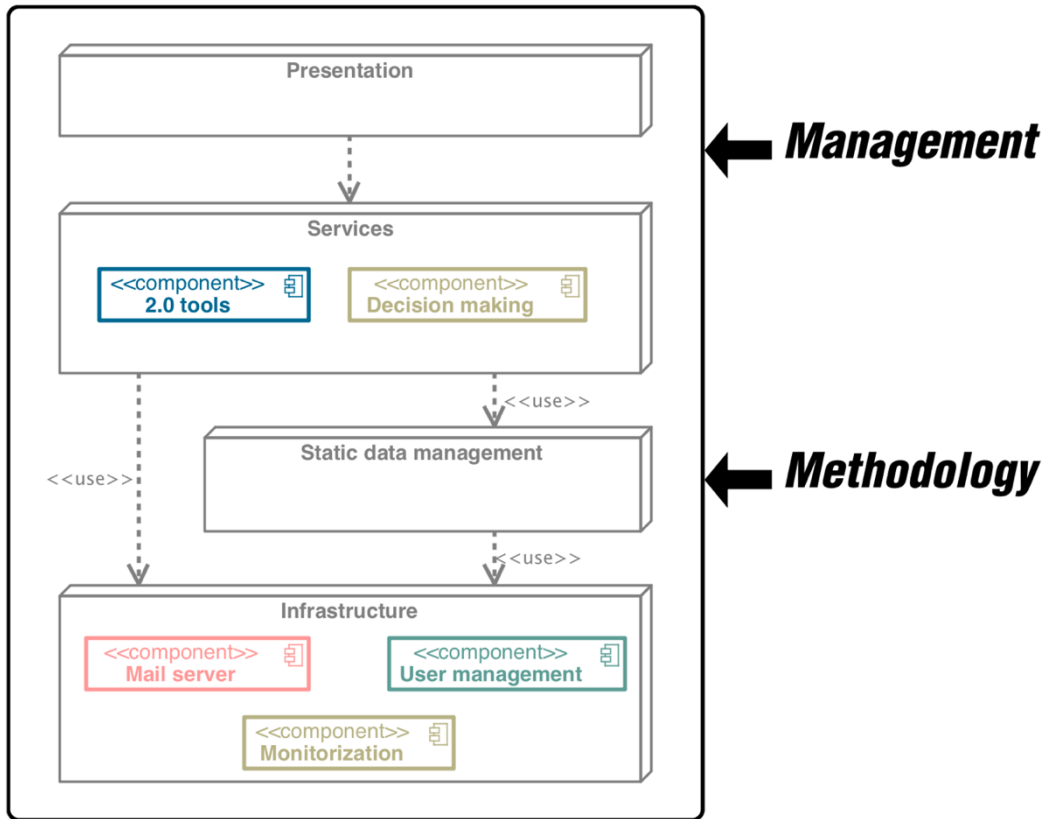 Presentation
Management
Services
<<component>>
2.0 tools
<<component>>
Decision making
<<use>>
Static data management
<<use>>
Methodology
<<use>>
Infrastructure
<<component>>
Mail server
<<component>>
User management
<<component>>
Monitorization